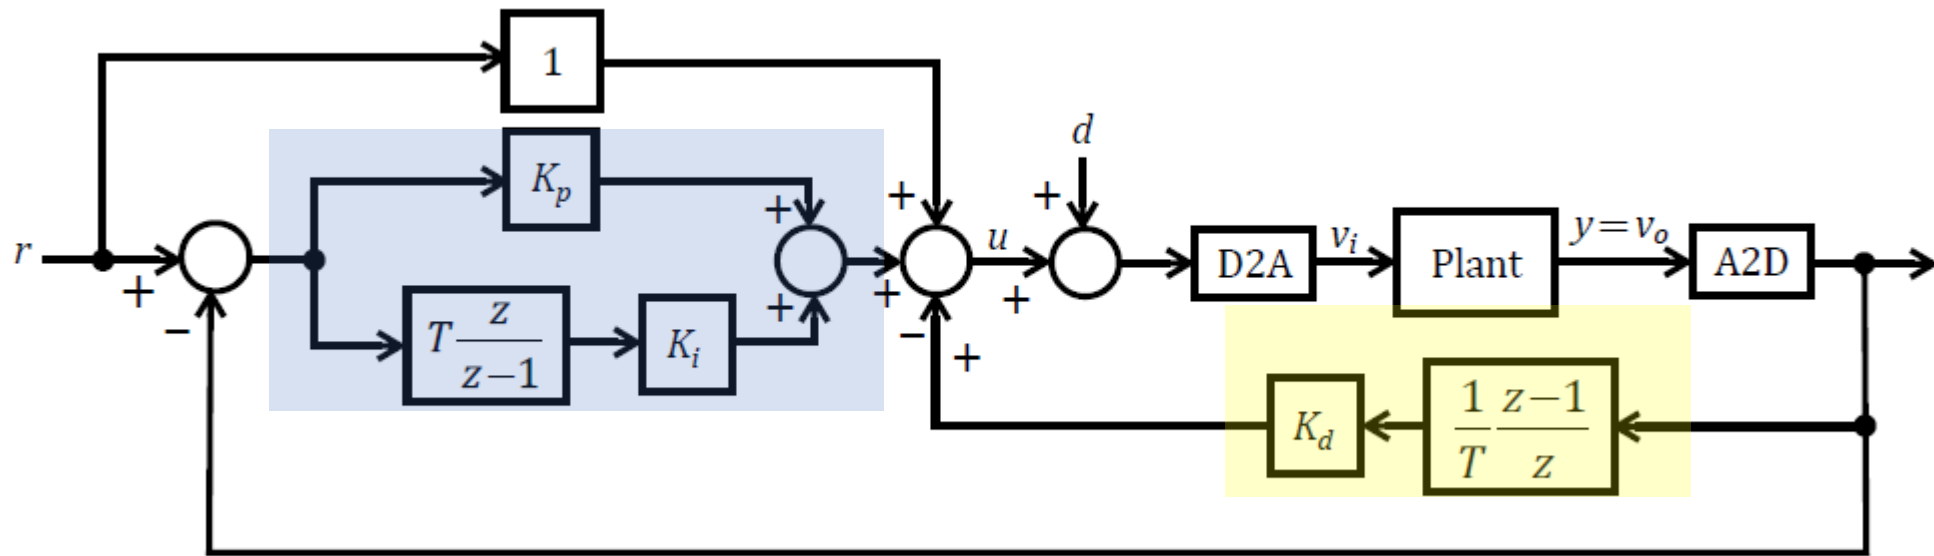 1
d
K_p
+
+
+
r
u
v_i
y=v_o
D2A
Plant
A2D
+
−
+
+
−
+
+
T z/(z−1)
K_i
K_d
1/T (z−1)/z